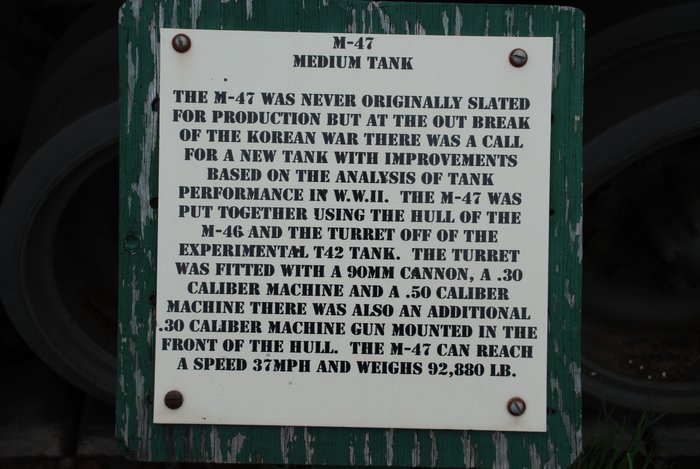 M-47
MEDIUM TANK
THE M-47 WAS NEVER ORIGINALLY SLATED
FOR PRODUCTION BUT AT THE OUT BREAK
OF THE KOREAN WAR THERE WAS A CALL
FOR A NEW TANK WITH IMPROVEMENTS
BASED ON THE ANALYSIS OF TANK
PERFORMANCE IN W.W.II. THE M-47 WAS
PUT TOGETHER USING THE HULL OF THE
M-46 AND THE TURRET OFF OF THE
EXPERIMENTAL T42 TANK. THE TURRET
WAS FITTED WITH A 90MM CANNON, A .30
CALIBER MACHINE AND A .50 CALIBER
MACHINE THERE WAS ALSO AN ADDITIONAL
.30 CALIBER MACHINE GUN MOUNTED IN THE
FRONT OF THE HULL. THE M-47 CAN REACH
A SPEED 37MPH AND WEIGHS 92,880 LB.